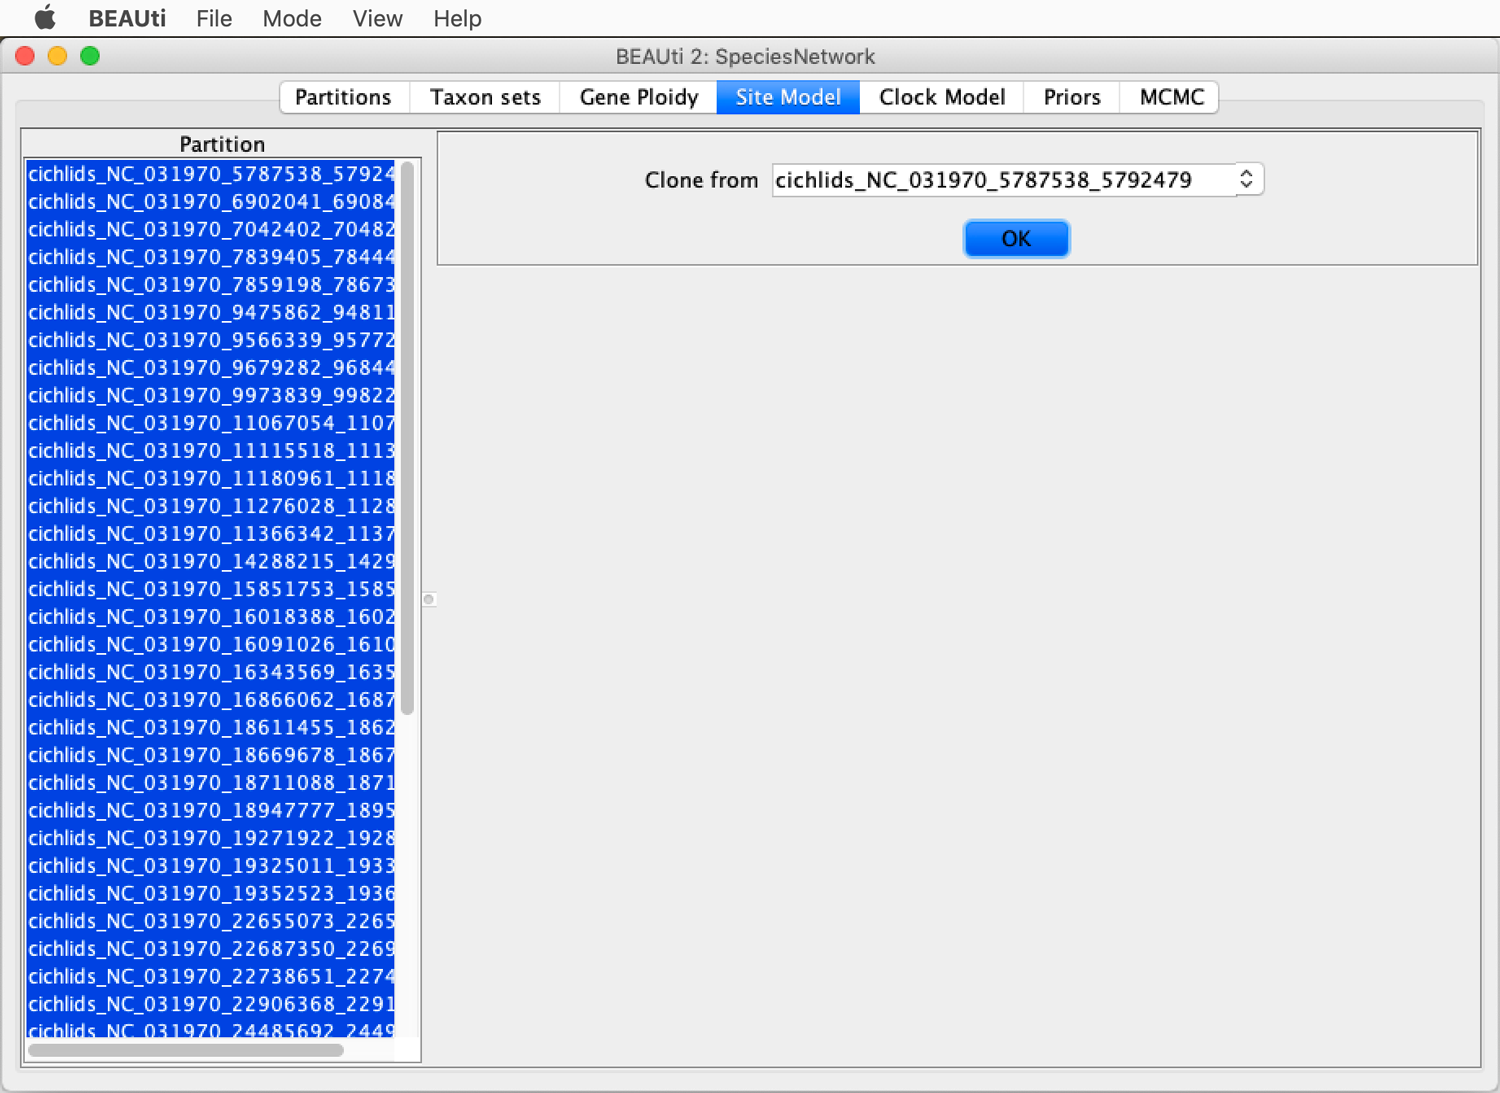 BEAUti File Mode View Help
BEAUti 2: SpeciesNetwork
Partitions Taxon sets Gene Ploidy Site Model Clock Model Priors MCMC
Partition
cichlids_NC_031970_5787538_57924
cichlids_NC_031970_6902041_69084
cichlids_NC_031970_7042402_70482
cichlids_NC_031970_7839405_78444
cichlids_NC_031970_7859198_78673
cichlids_NC_031970_9475862_94811
cichlids_NC_031970_9566339_95772
cichlids_NC_031970_9679282_96844
cichlids_NC_031970_9973839_99822
cichlids_NC_031970_11067054_1107
cichlids_NC_031970_11115518_1113
cichlids_NC_031970_11180961_1118
cichlids_NC_031970_11276028_1128
cichlids_NC_031970_11366342_1137
cichlids_NC_031970_14288215_1429
cichlids_NC_031970_15851753_1585
cichlids_NC_031970_16018388_1602
cichlids_NC_031970_16091026_1610
cichlids_NC_031970_16343569_1635
cichlids_NC_031970_16866062_1687
cichlids_NC_031970_18611455_1862
cichlids_NC_031970_18669678_1867
cichlids_NC_031970_18711088_1871
cichlids_NC_031970_18947777_1895
cichlids_NC_031970_19271922_1928
cichlids_NC_031970_19325011_1933
cichlids_NC_031970_19352523_1936
cichlids_NC_031970_22655073_2265
cichlids_NC_031970_22687350_2269
cichlids_NC_031970_22738651_2274
cichlids_NC_031970_22906368_2291
cichlids_NC_031970_24485692_2449
Clone from cichlids_NC_031970_5787538_5792479
OK